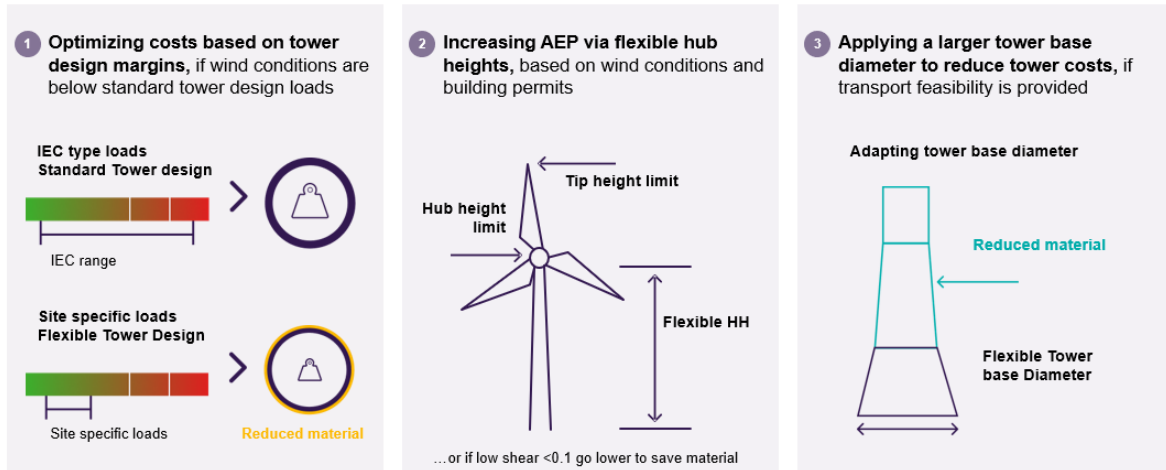 1 Optimizing costs based on tower
design margins, if wind conditions are
below standard tower design loads
IEC type loads
Standard Tower design
IEC range
Site specific loads
Flexible Tower Design
Site specific loads
Reduced material
2 Increasing AEP via flexible hub
heights, based on wind conditions and
building permits
Tip height limit
Hub height
limit
Flexible HH
...or if low shear <0.1 go lower to save material
3 Applying a larger tower base
diameter to reduce tower costs, if
transport feasibility is provided
Adapting tower base diameter
Reduced material
Flexible Tower
base Diameter